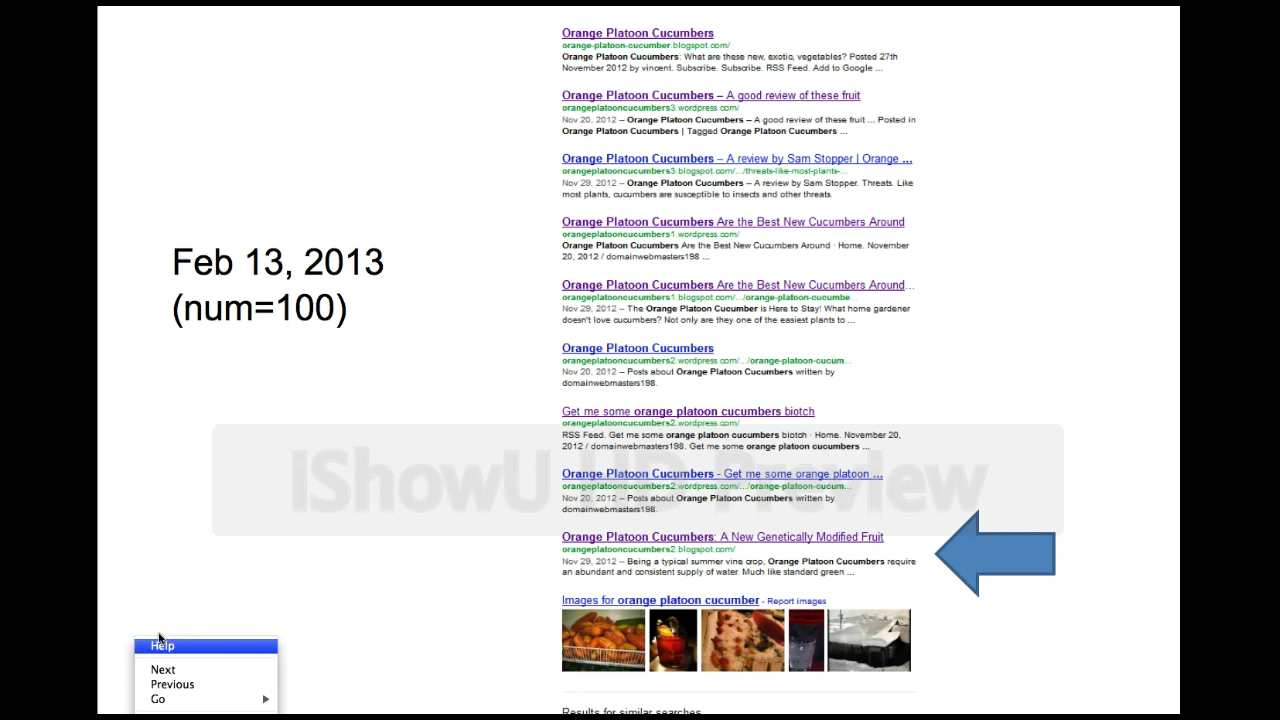 Orange Platoon Cucumbers
orange-platoon-cucumber.blogspot.com/
Orange Platoon Cucumbers: What are these new, exotic, vegetables? Posted 27th
November 2012 by vincent. Subscribe. Subscribe. RSS Feed. Add to Google ...
Orange Platoon Cucumbers – A good review of these fruit
orangeplatooncucumbers3.wordpress.com/
Nov 20, 2012 – Orange Platoon Cucumbers – A good review of these fruit ... Posted in
Orange Platoon Cucumbers | Tagged Orange Platoon Cucumbers ...
Orange Platoon Cucumbers – A review by Sam Stopper | Orange ...
orangeplatooncucumbers3.blogspot.com/.../threats-like-most-plants-...
Nov 29, 2012 – Orange Platoon Cucumbers – A review by Sam Stopper. Threats. Like
most plants, cucumbers are susceptible to insects and other threats.
Orange Platoon Cucumbers Are the Best New Cucumbers Around
orangeplatooncucumbers1.wordpress.com/
Orange Platoon Cucumbers Are the Best New Cucumbers Around · Home. November
20, 2012 / domainwebmasters198 ...
Feb 13, 2013
(num=100)
Orange Platoon Cucumbers Are the Best New Cucumbers Around...
orangeplatooncucumbers1.blogspot.com/.../orange-platoon-cucumbe...
Nov 29, 2012 – The Orange Platoon Cucumber is Here to Stay! What home gardener
doesn't love cucumbers? Not only are they one of the easiest plants to ...
Orange Platoon Cucumbers
orangeplatooncucumbers2.wordpress.com/.../orange-platoon-cucum...
Nov 20, 2012 – Posts about Orange Platoon Cucumbers written by
domainwebmasters198.
Get me some orange platoon cucumbers biotch
orangeplatooncucumbers2.wordpress.com/
RSS Feed. Get me some orange platoon cucumbers biotch · Home. November 20,
2012 / domainwebmasters198. Get me some orange platoon cucumbers ...
iShowU HD Preview
Orange Platoon Cucumbers - Get me some orange platoon ...
orangeplatooncucumbers2.wordpress.com/.../orange-platoon-cucum...
Nov 20, 2012 – Posts about Orange Platoon Cucumbers written by
domainwebmasters198.
Orange Platoon Cucumbers: A New Genetically Modified Fruit
orangeplatooncucumbers2.blogspot.com/
Nov 29, 2012 – Being a typical summer vine crop, Orange Platoon Cucumbers require
an abundant and consistent supply of water. Much like standard green ...
Images for orange platoon cucumber - Report images
Help
Next
Previous
Go
Results for similar searches